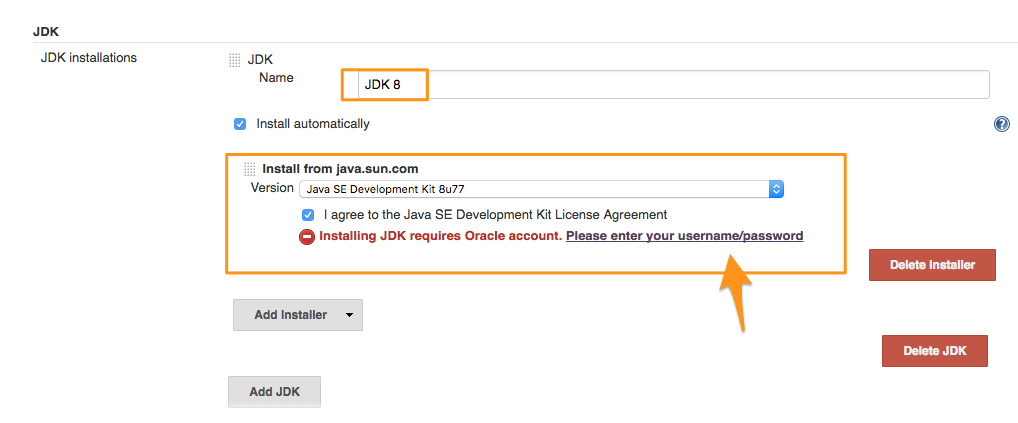 JDK
JDK installations
JDK
Name
JDK 8
Install automatically
?
Install from java.sun.com
Version
Java SE Development Kit 8u77
I agree to the Java SE Development Kit License Agreement
Installing JDK requires Oracle account. Please enter your username/password
Delete Installer
Add Installer
Delete JDK
Add JDK